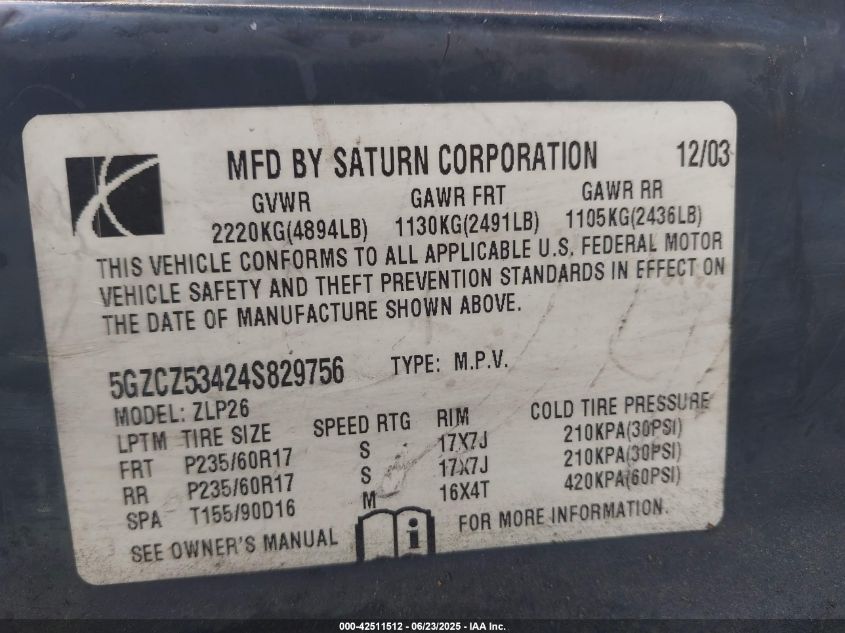 MFD BY SATURN CORPORATION 12/03
GVWR GAWR FRT GAWR RR
2220KG(4894LB) 1130KG(2491LB) 1105KG(2436LB)
THIS VEHICLE CONFORMS TO ALL APPLICABLE U.S. FEDERAL MOTOR
VEHICLE SAFETY AND THEFT PREVENTION STANDARDS IN EFFECT ON
THE DATE OF MANUFACTURE SHOWN ABOVE.
5GZCZ53424S829756 TYPE: M.P.V.
MODEL: ZLP26
LPTM TIRE SIZE SPEED RTG RIM COLD TIRE PRESSURE
FRT P235/60R17 S 17X7J 210KPA(30PSI)
RR P235/60R17 S 17X7J 210KPA(30PSI)
SPA T155/90D16 M 16X4T 420KPA(60PSI)
SEE OWNER'S MANUAL i FOR MORE INFORMATION.
000-42511512 - 06/23/2025 - IAA Inc.